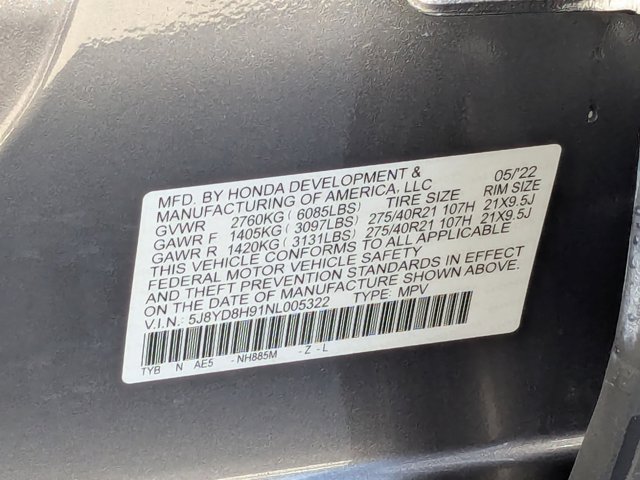 MFD. BY HONDA DEVELOPMENT & 05/'22
MANUFACTURING OF AMERICA, LLC TIRE SIZE RIM SIZE
GVWR 2760KG ( 6085LBS)
GAWR F 1405KG ( 3097LBS) 275/40R21 107H 21X9.5J
GAWR R 1420KG ( 3131LBS) 275/40R21 107H 21X9.5J
THIS VEHICLE CONFORMS TO ALL APPLICABLE
FEDERAL MOTOR VEHICLE SAFETY
AND THEFT PREVENTION STANDARDS IN EFFECT
ON THE DATE OF MANUFACTURE SHOWN ABOVE.
V.I.N.: 5J8YD8H91NL005322 TYPE: MPV
TYB N AE5 - NH885M - Z - L